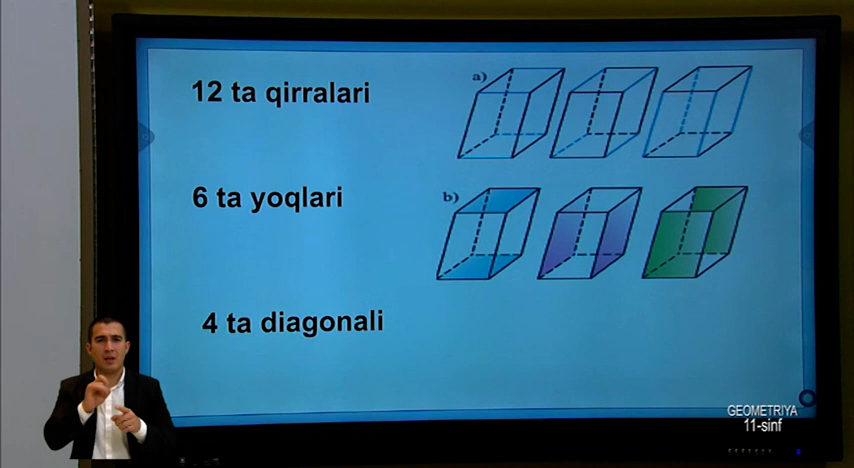 12 ta qirralari
a)
6 ta yoqlari
b)
4 ta diagonali
GEOMETRIYA
11-sinf